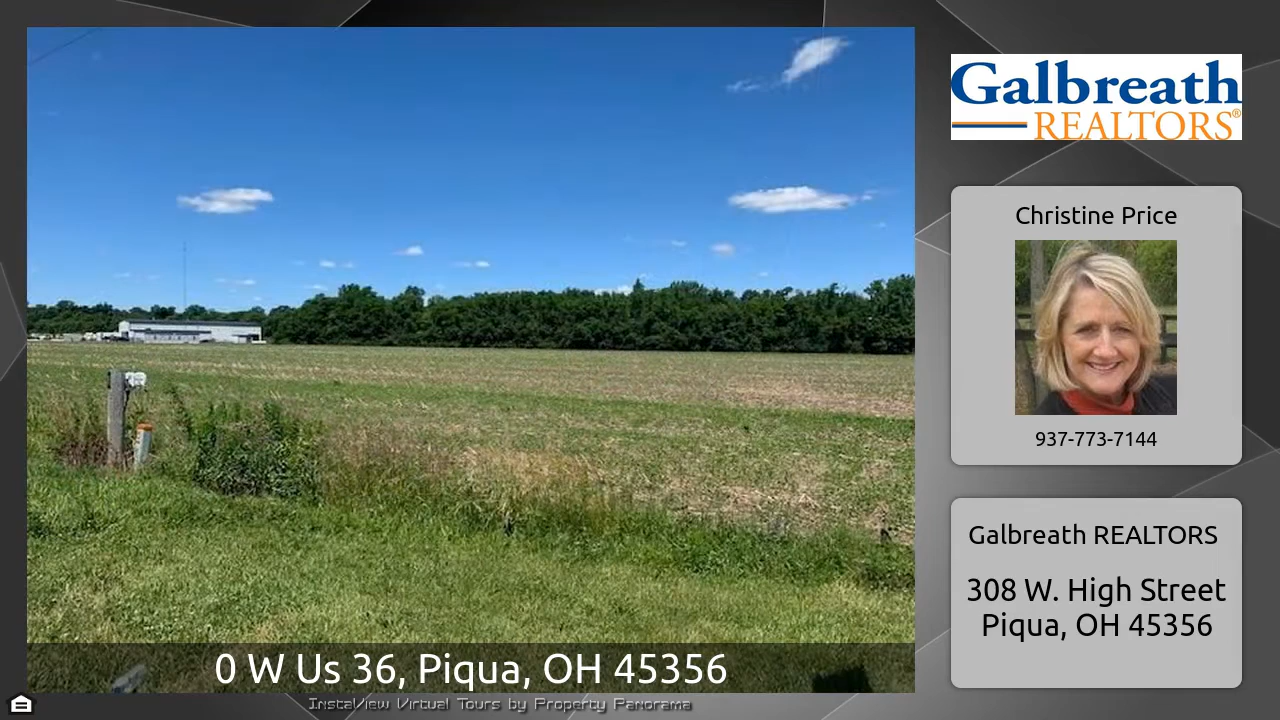 Galbreath
REALTORS®
Christine Price
937-773-7144
Galbreath REALTORS
308 W. High Street
Piqua, OH 45356
0 W Us 36, Piqua, OH 45356
InstaView Virtual Tours by Property Panorama